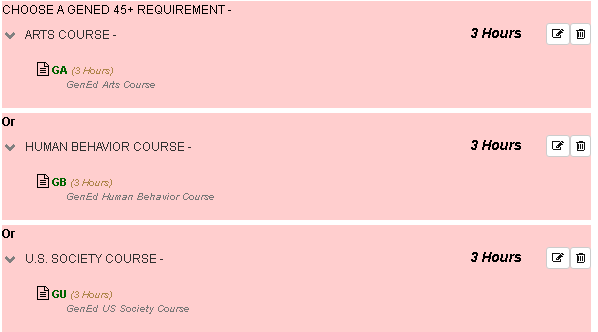 CHOOSE A GENED 45+ REQUIREMENT -
ARTS COURSE - 3 Hours
GA (3 Hours)
GenEd Arts Course
Or
HUMAN BEHAVIOR COURSE - 3 Hours
GB (3 Hours)
GenEd Human Behavior Course
Or
U.S. SOCIETY COURSE - 3 Hours
GU (3 Hours)
GenEd US Society Course